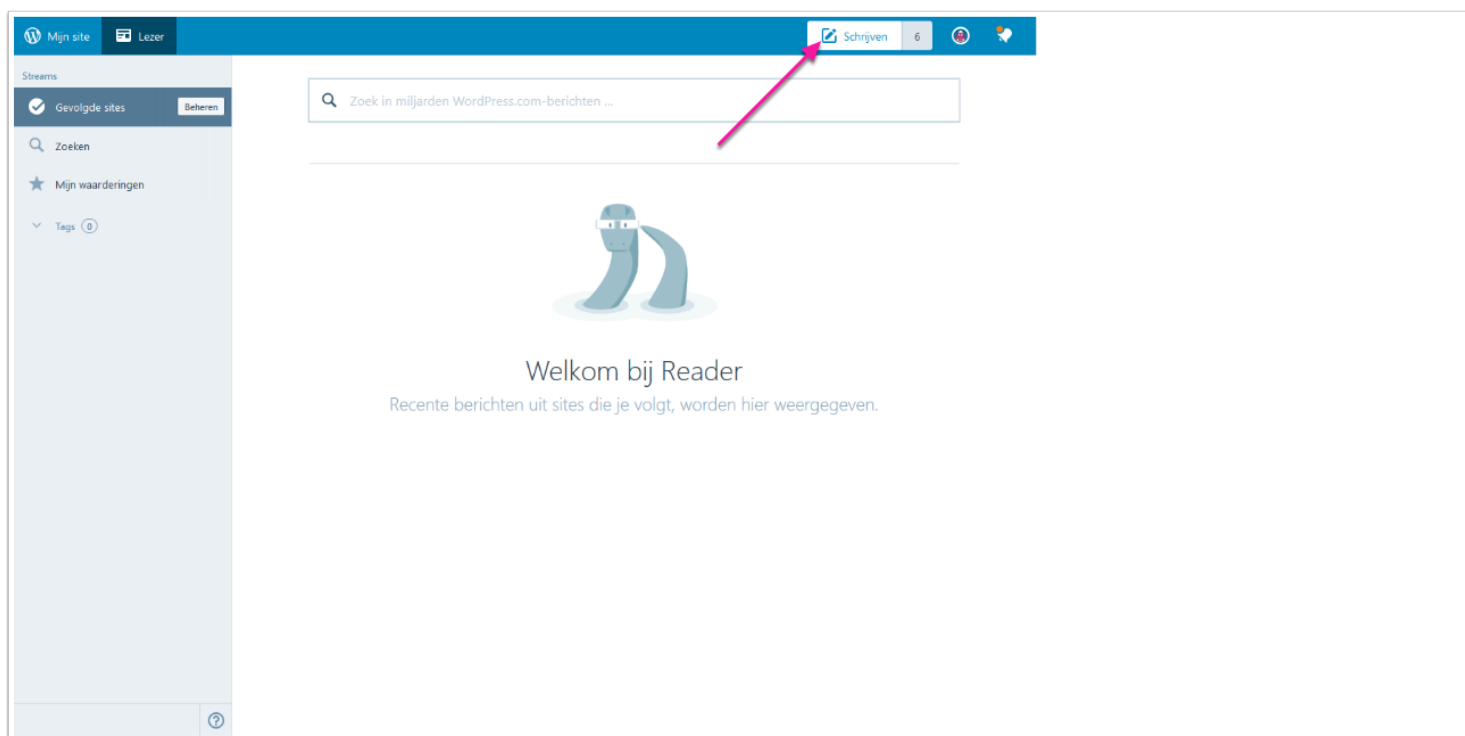 Mijn site Lezer Schrijven 6
Streams
Gevolgde sites Beheren
Zoek in miljarden WordPress.com-berichten ...
Zoeken
Mijn waarderingen
Tags 0
Welkom bij Reader
Recente berichten uit sites die je volgt, worden hier weergegeven.